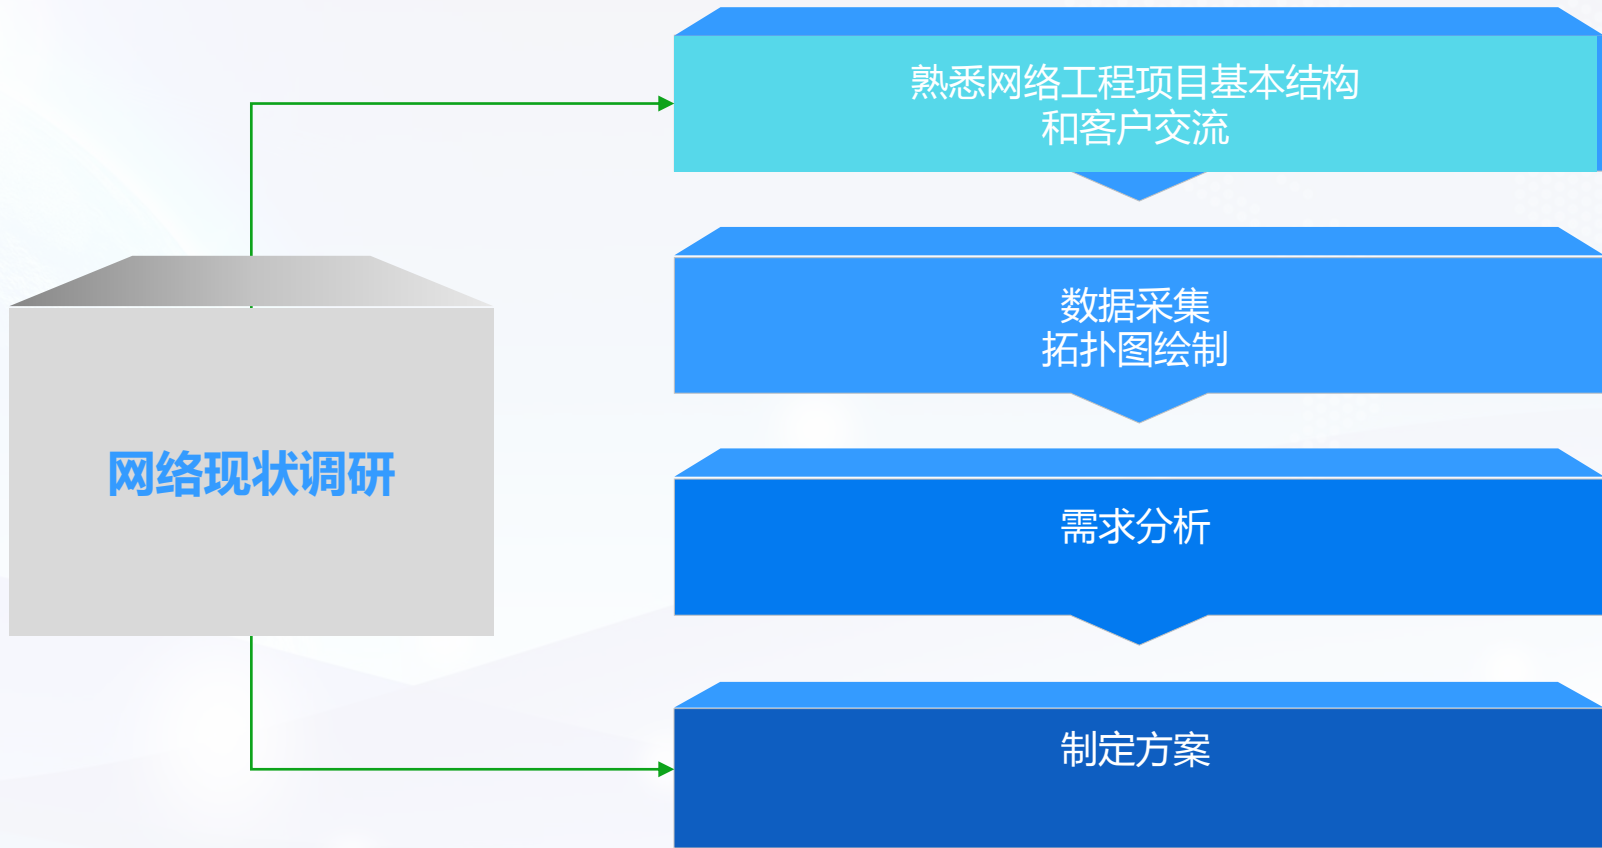 熟悉网络工程项目基本结构
和客户交流
数据采集
拓扑图绘制
网络现状调研
需求分析
制定方案